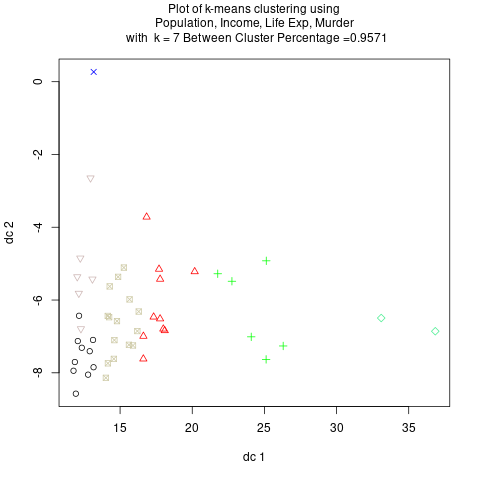 Plot of k-means clustering using
Population, Income, Life Exp, Murder
with  k = 7 Between Cluster Percentage =0.9571
0
-2
-4
-6
-8
dc 2
15 20 25 30 35
dc 1